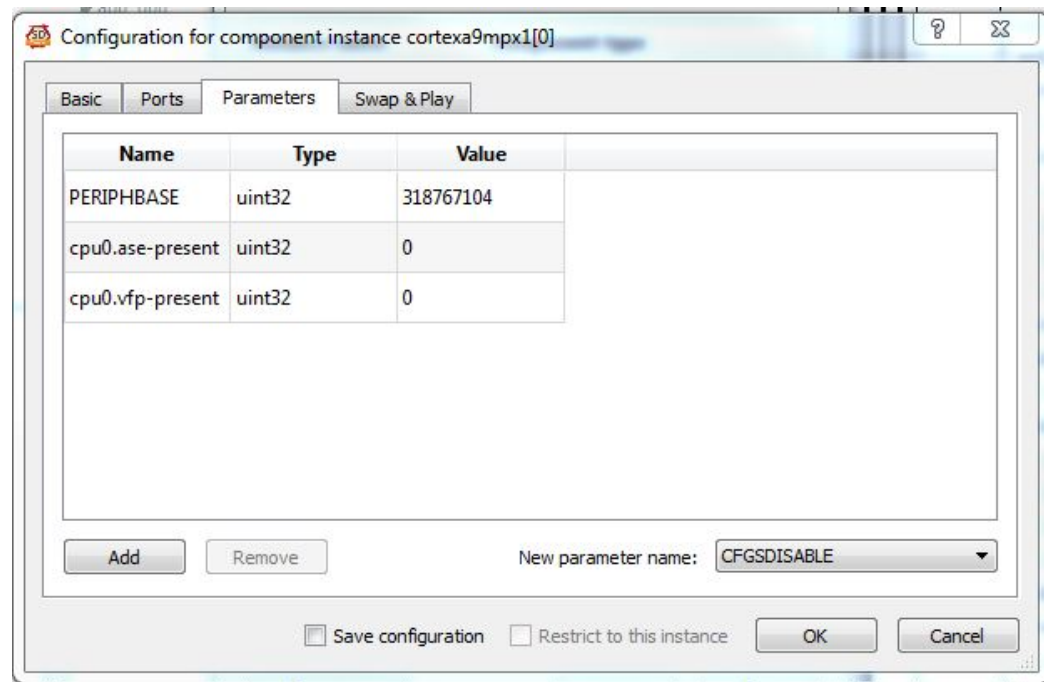 Configuration for component instance cortexa9mpx1[0]
Basic Ports Parameters Swap & Play
Name Type Value
PERIPHBASE uint32 318767104
cpu0.ase-present uint32 0
cpu0.vfp-present uint32 0
Add Remove New parameter name: CFGSDISABLE
Save configuration Restrict to this instance OK Cancel